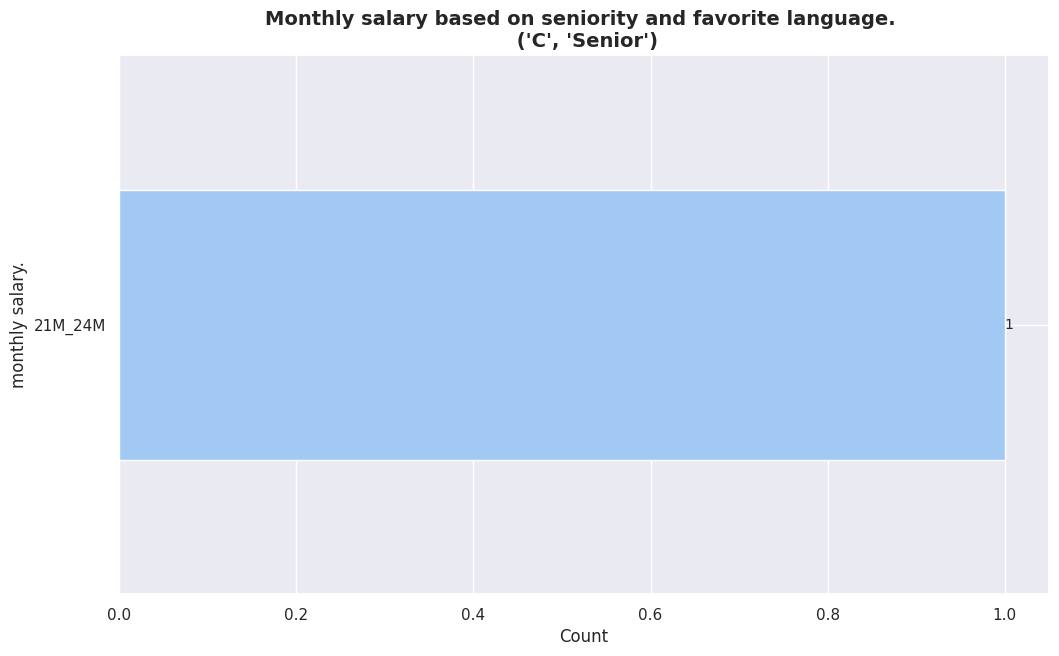 Monthly salary based on seniority and favorite language.
('C', 'Senior')
monthly salary.
21M_24M
1
0.0 0.2 0.4 0.6 0.8 1.0
Count